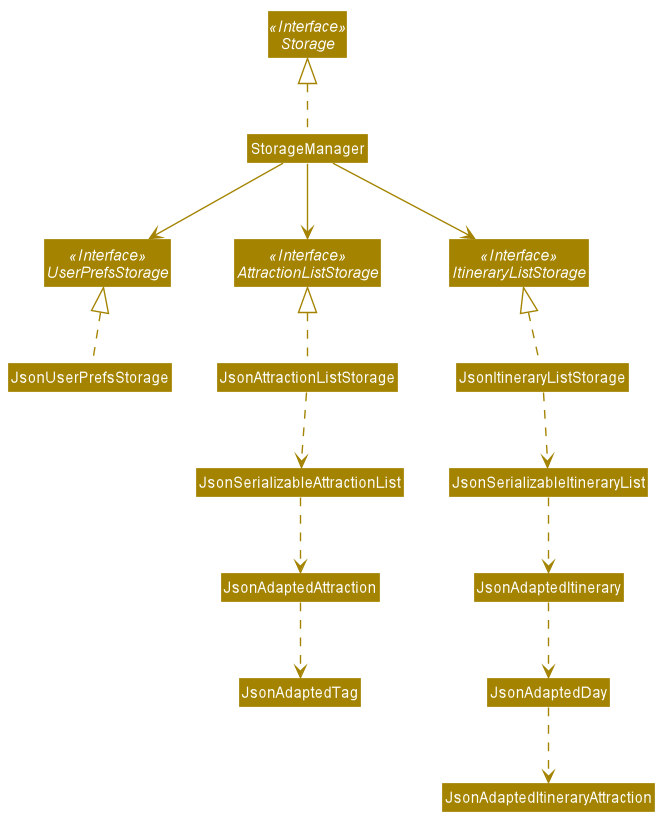 «Interface»
Storage
StorageManager
«Interface»
UserPrefsStorage
«Interface»
AttractionListStorage
«Interface»
ItineraryListStorage
JsonUserPrefsStorage
JsonAttractionListStorage
JsonItineraryListStorage
JsonSerializableAttractionList
JsonSerializableItineraryList
JsonAdaptedAttraction
JsonAdaptedItinerary
JsonAdaptedTag
JsonAdaptedDay
JsonAdaptedItineraryAttraction